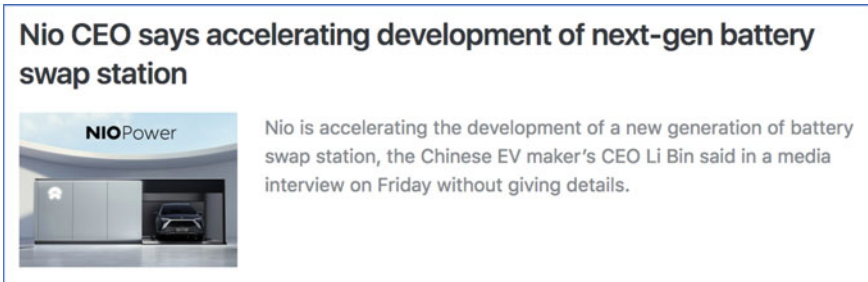 Nio CEO says accelerating development of next-gen battery
swap station
NIOPower
Nio is accelerating the development of a new generation of battery
swap station, the Chinese EV maker's CEO Li Bin said in a media
interview on Friday without giving details.